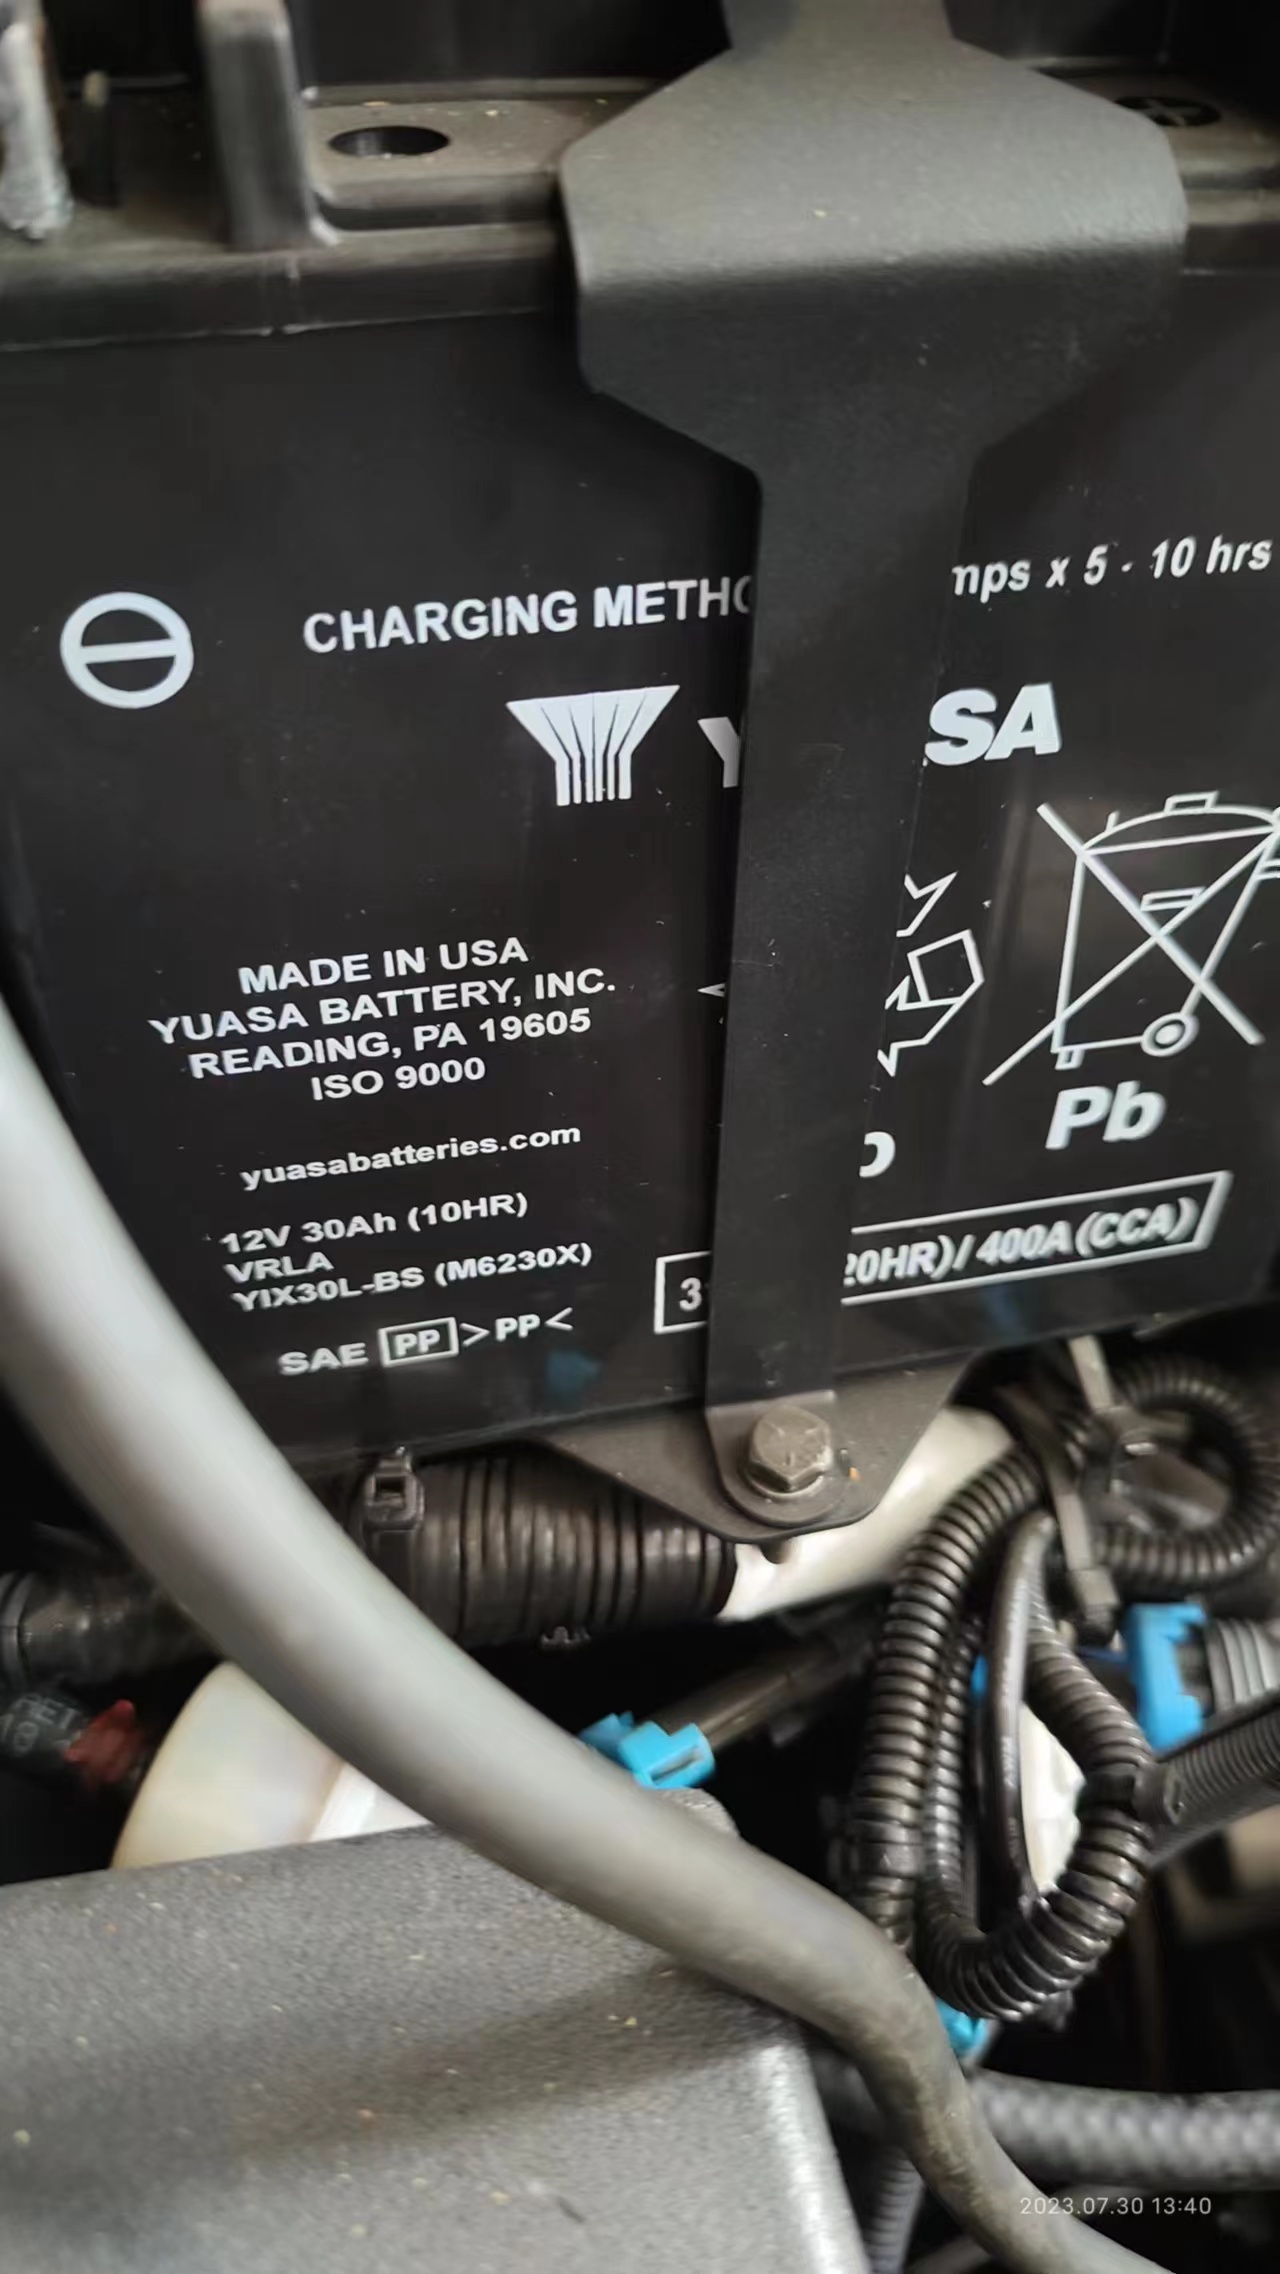 CHARGING METHO
mps x 5 - 10 hrs
Y
SA
MADE IN USA
YUASA BATTERY, INC.
READING, PA 19605
ISO 9000
yuasabatteries.com
12V 30Ah (10HR)
VRLA
YIX30L-BS (M6230X)
SAE PP >PP<
Pb
20HR)/ 400A(CCA)
2023.07.30 13:40